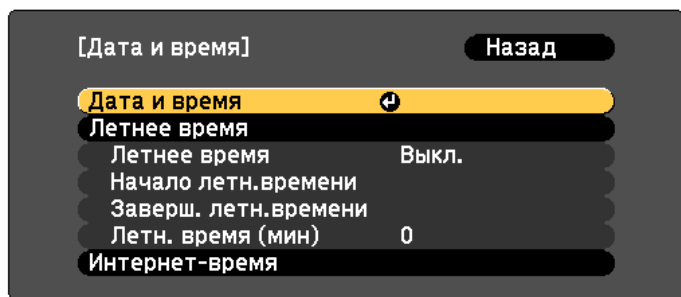 [Дата и время] Назад
Дата и время
Летнее время
Летнее время Выкл.
Начало летн.времени
Заверш. летн.времени
Летн. время (мин) 0
Интернет-время